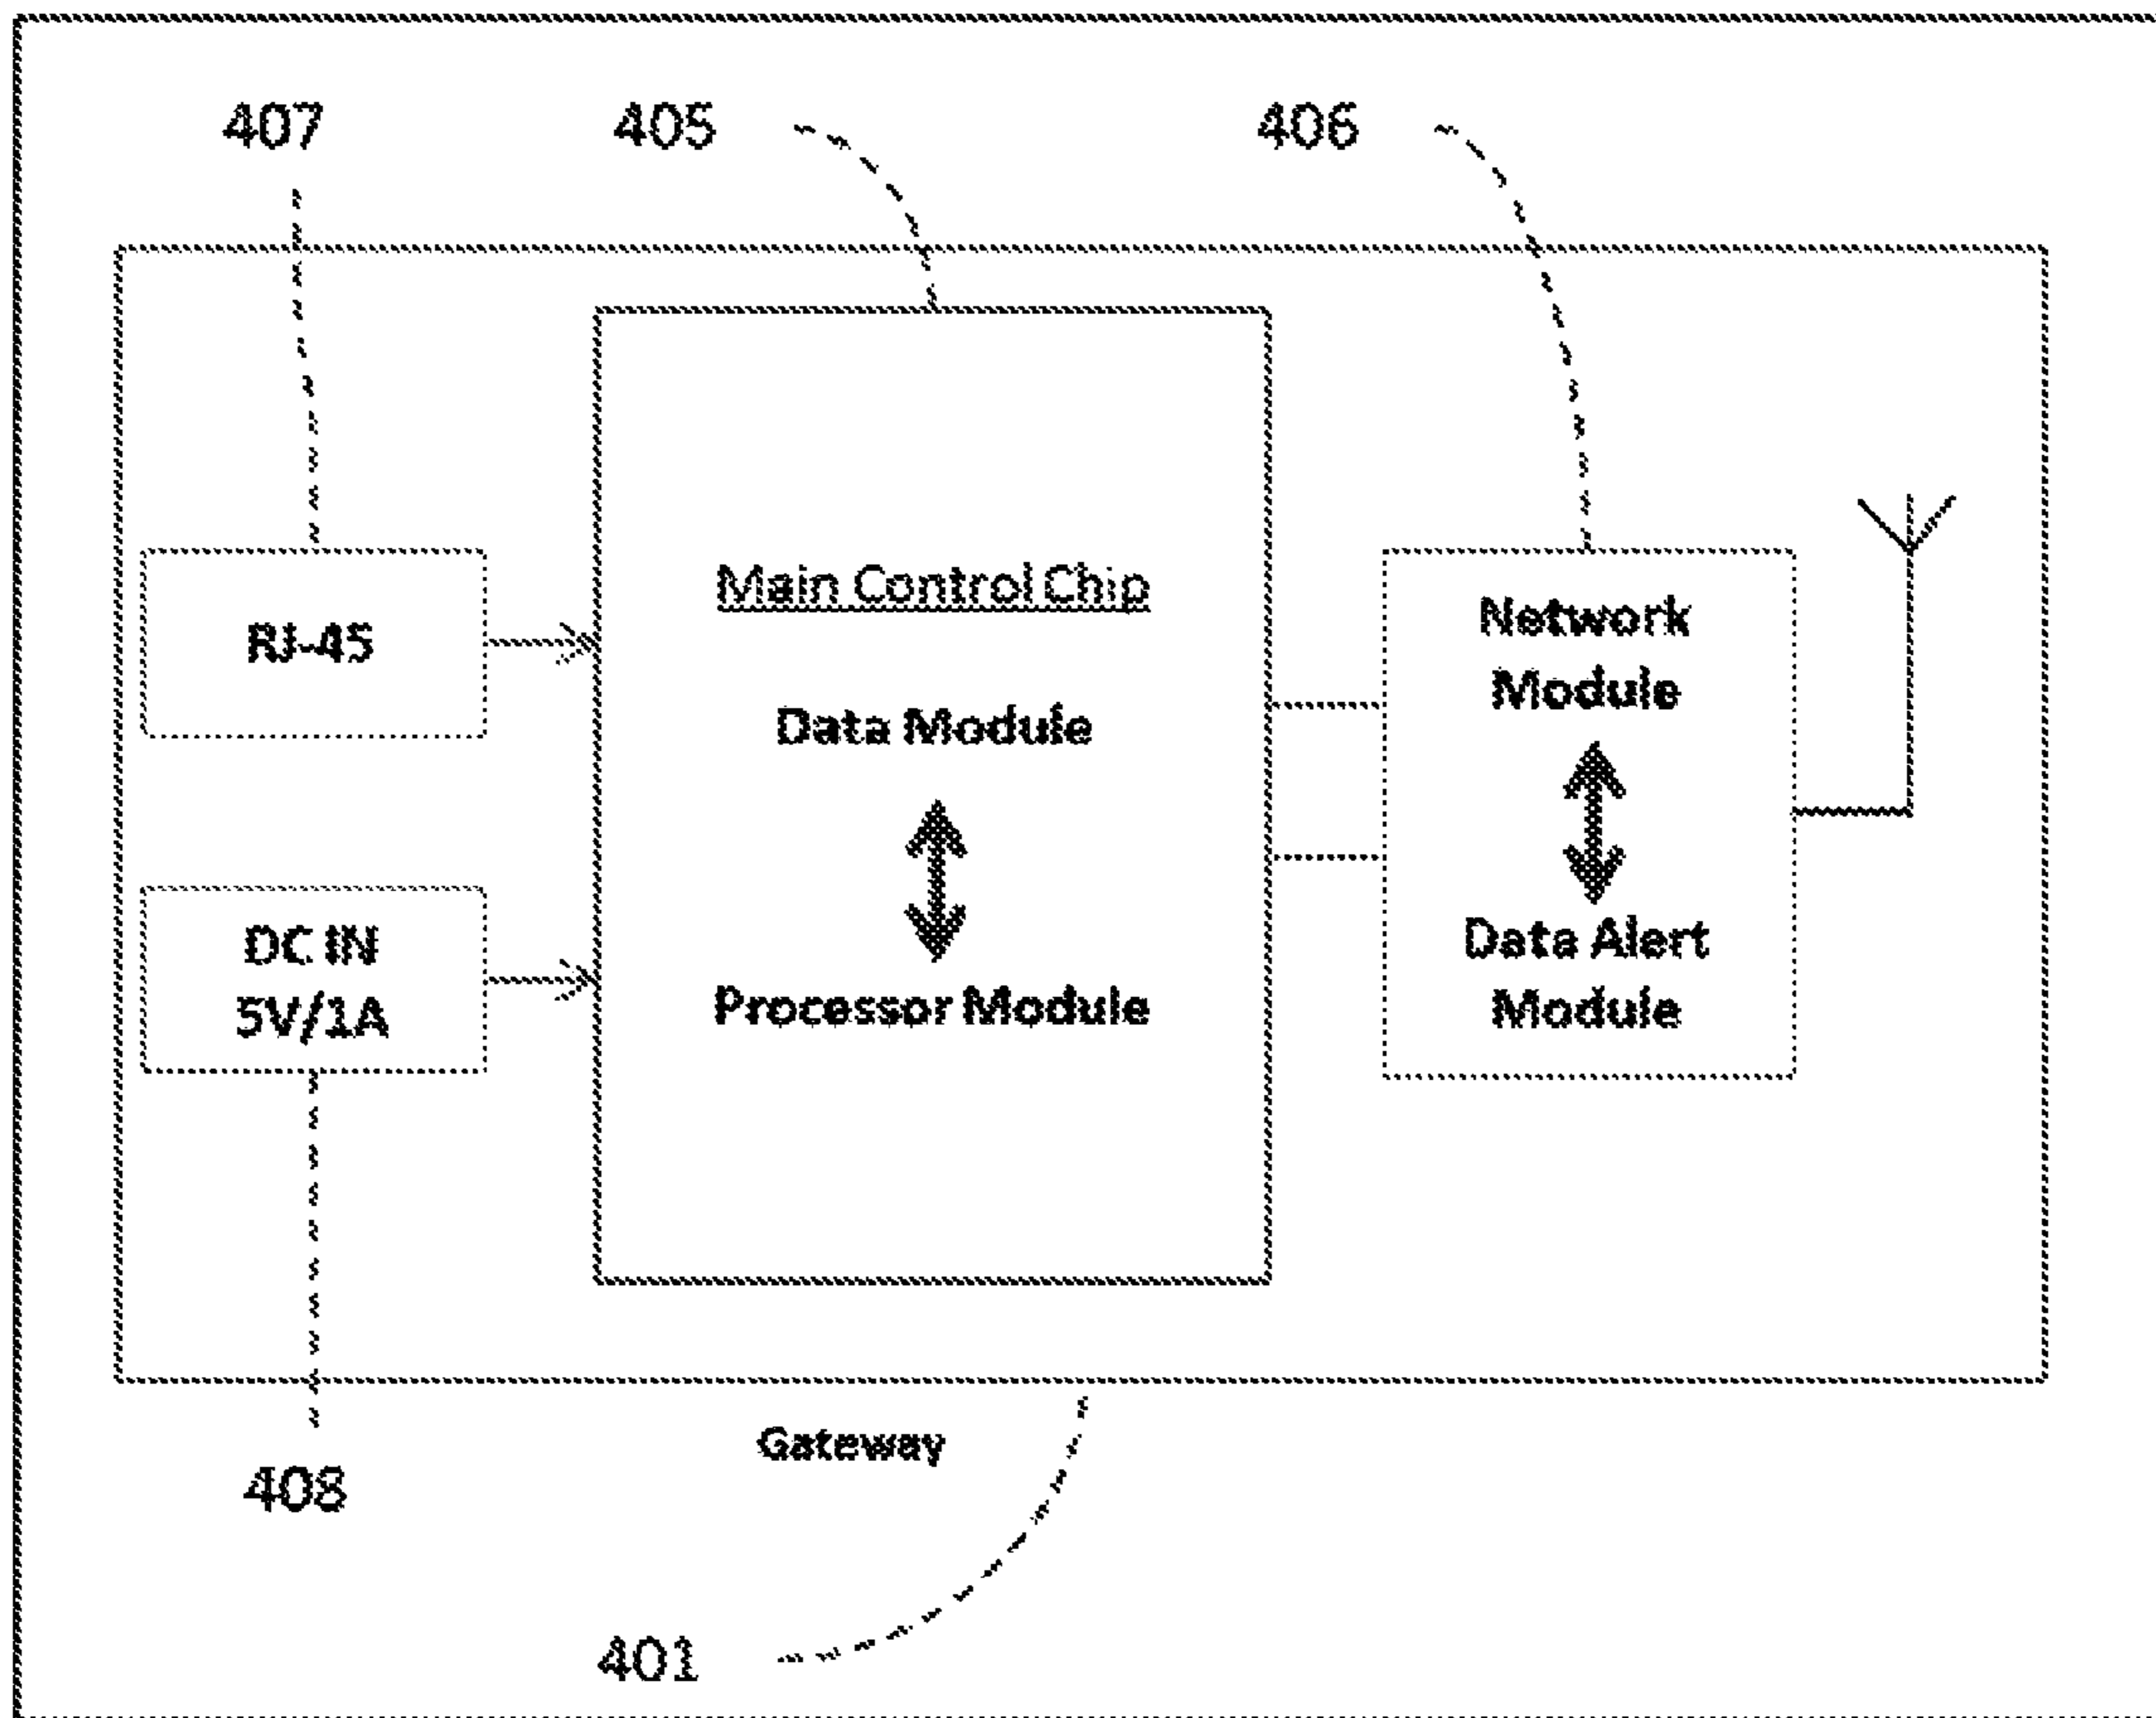 407
405
406
RJ-45
Main Control Chip
Data Module
Processor Module
Network
Module
Data Alert
Module
DC IN
5V/1A
Gateway
408
401